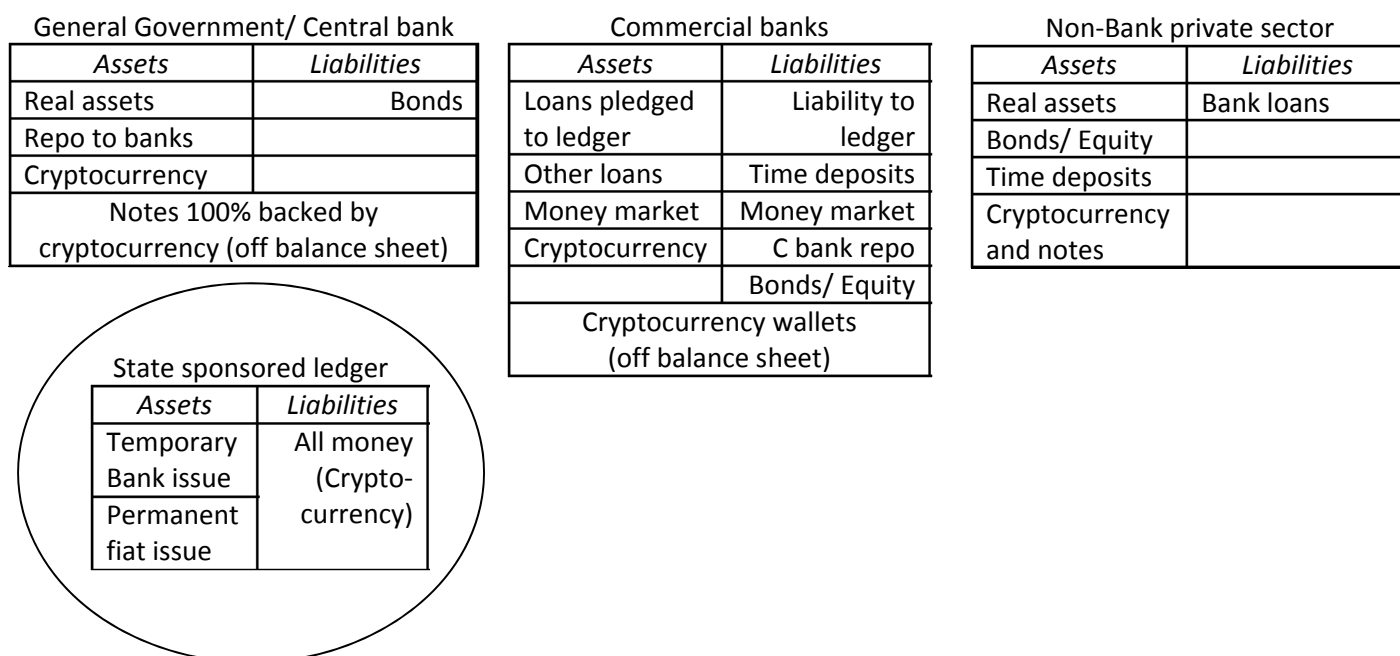 General Government/ Central bank
Assets Liabilities
Real assets Bonds
Repo to banks
Cryptocurrency
Notes 100% backed by
cryptocurrency (off balance sheet)
Commercial banks
Assets Liabilities
Loans pledged Liability to
to ledger ledger
Other loans Time deposits
Money market Money market
Cryptocurrency C bank repo
Bonds/ Equity
Cryptocurrency wallets
(off balance sheet)
Non-Bank private sector
Assets Liabilities
Real assets Bank loans
Bonds/ Equity
Time deposits
Cryptocurrency
and notes
State sponsored ledger
Assets Liabilities
Temporary All money
Bank issue (Crypto-
Permanent currency)
fiat issue